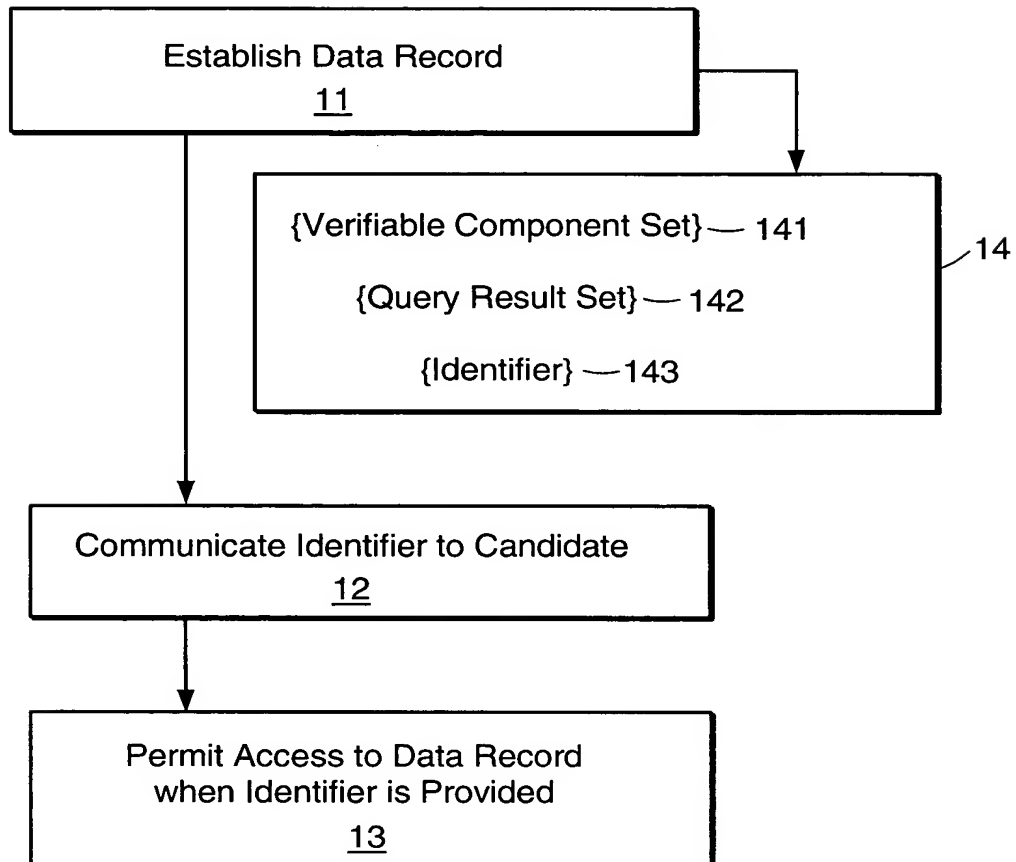 Establish Data Record
11
{Verifiable Component Set} 141
{Query Result Set} 142
{Identifier} 143
14
Communicate Identifier to Candidate
12
Permit Access to Data Record
when Identifier is Provided
13